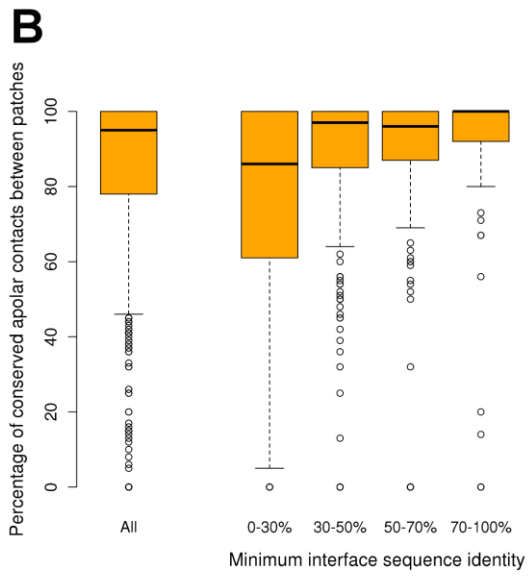 B
Percentage of conserved apolar contacts between patches
100
80
60
40
20
0
All
0-30%
30-50%
50-70%
70-100%
Minimum interface sequence identity